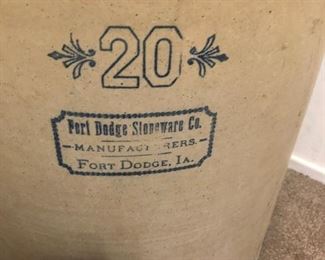 20
Fort Dodge Stoneware Co.
MANUFACTURERS.
FORT DODGE, IA.